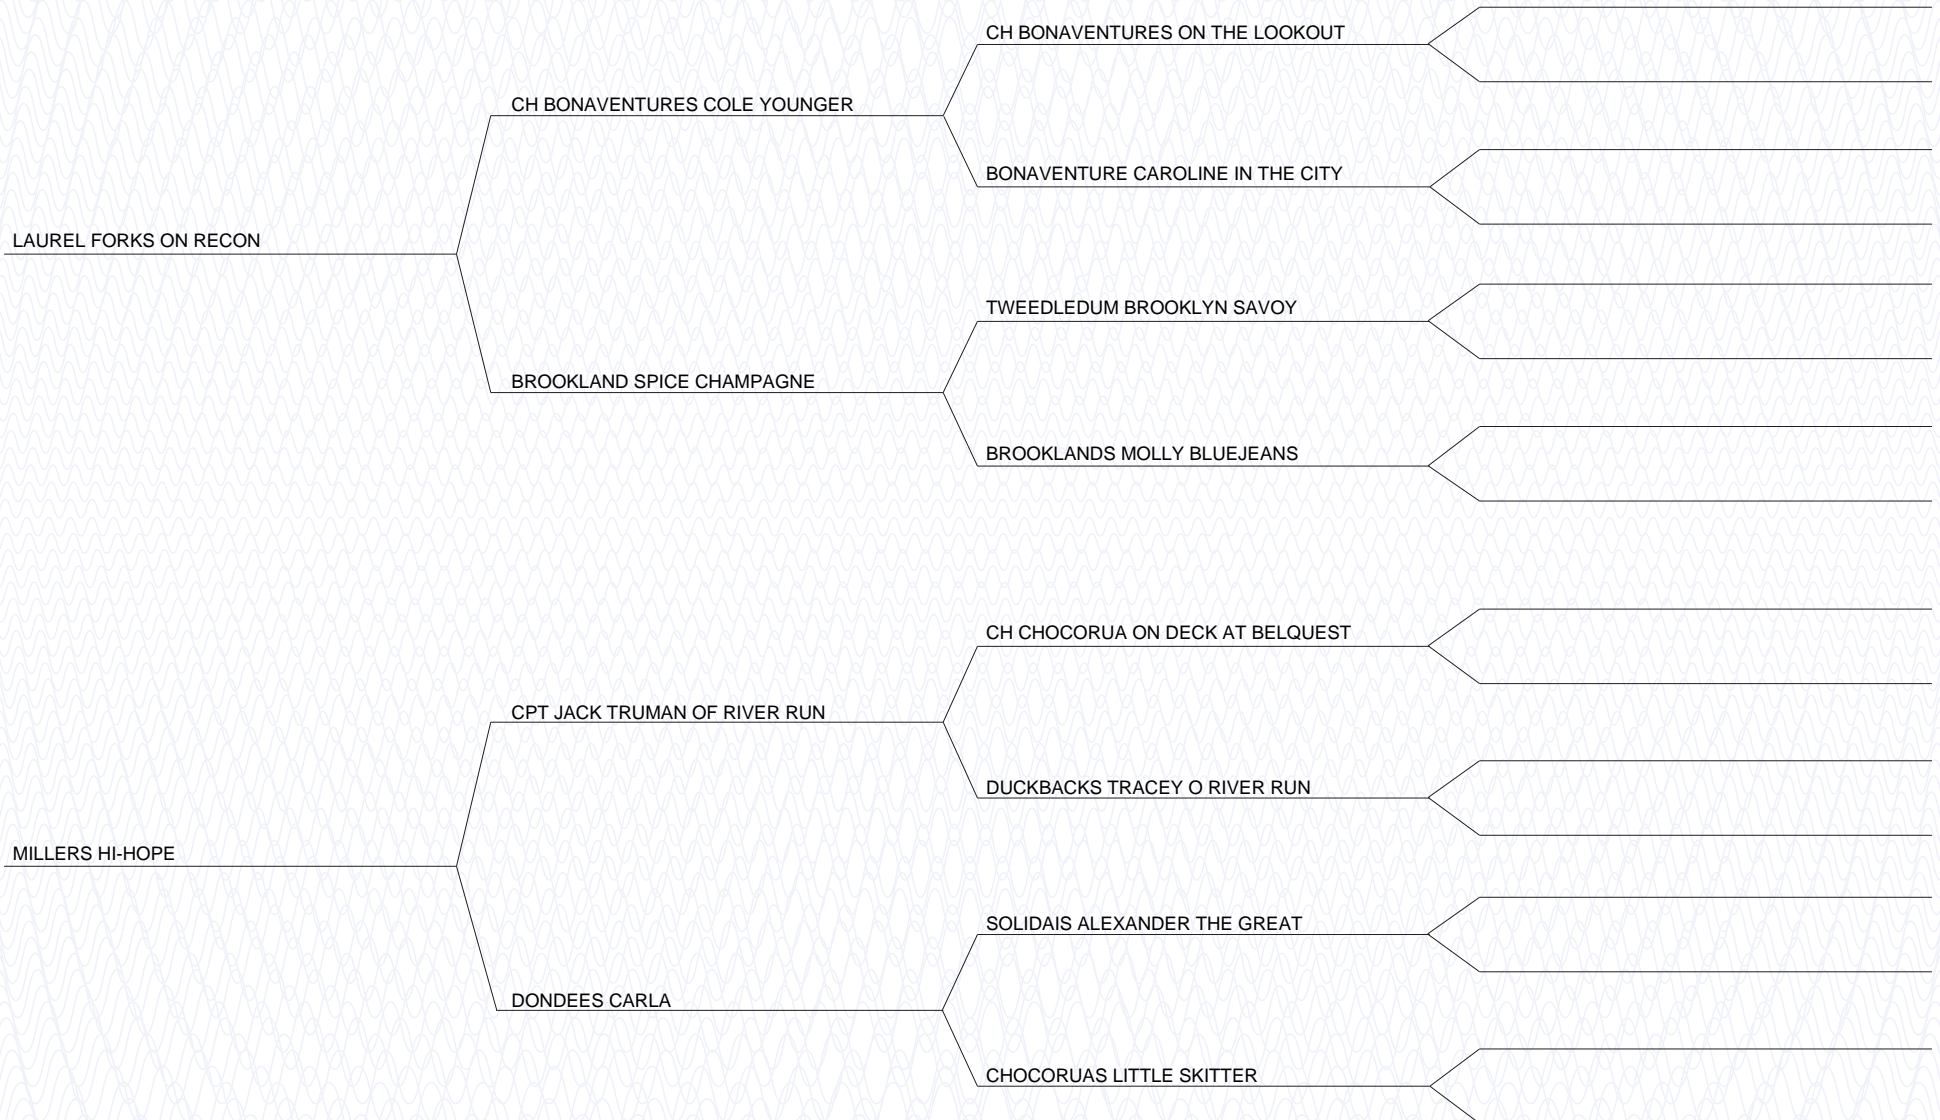 CH BONAVENTURES ON THE LOOKOUT
CH BONAVENTURES COLE YOUNGER
BONAVENTURE CAROLINE IN THE CITY
LAUREL FORKS ON RECON
TWEEDLEDUM BROOKLYN SAVOY
BROOKLAND SPICE CHAMPAGNE
BROOKLANDS MOLLY BLUEJEANS
CH CHOCORUA ON DECK AT BELQUEST
CPT JACK TRUMAN OF RIVER RUN
DUCKBACKS TRACEY O RIVER RUN
MILLERS HI-HOPE
SOLIDAIS ALEXANDER THE GREAT
DONDEES CARLA
CHOCORUAS LITTLE SKITTER